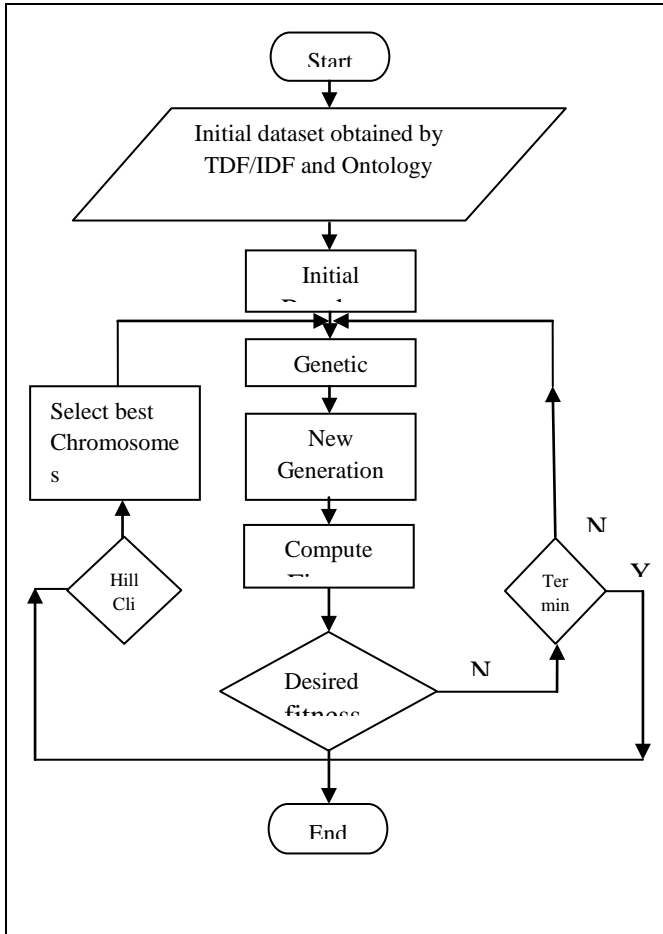 Start
Initial dataset obtained by
TDF/IDF and Ontology
Initial
Genetic
Select best
Chromosome
s
New
Generation
Compute
N
Hill
Cli
Ter
min
Y
Desired
fitness
N
End